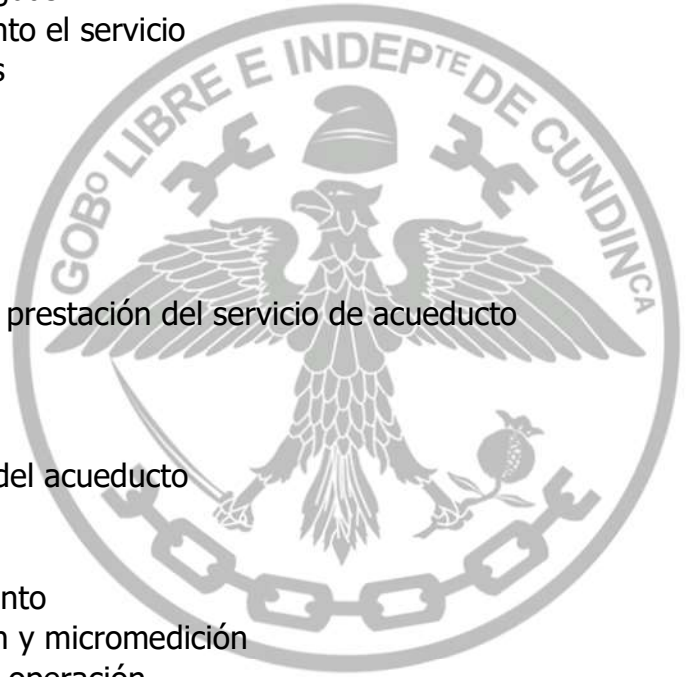 nto el servicio
s
GOBº LIBRE E INDEPTE DE CUNDINCA
prestación del servicio de acueducto
del acueducto
nto
n y micromedición